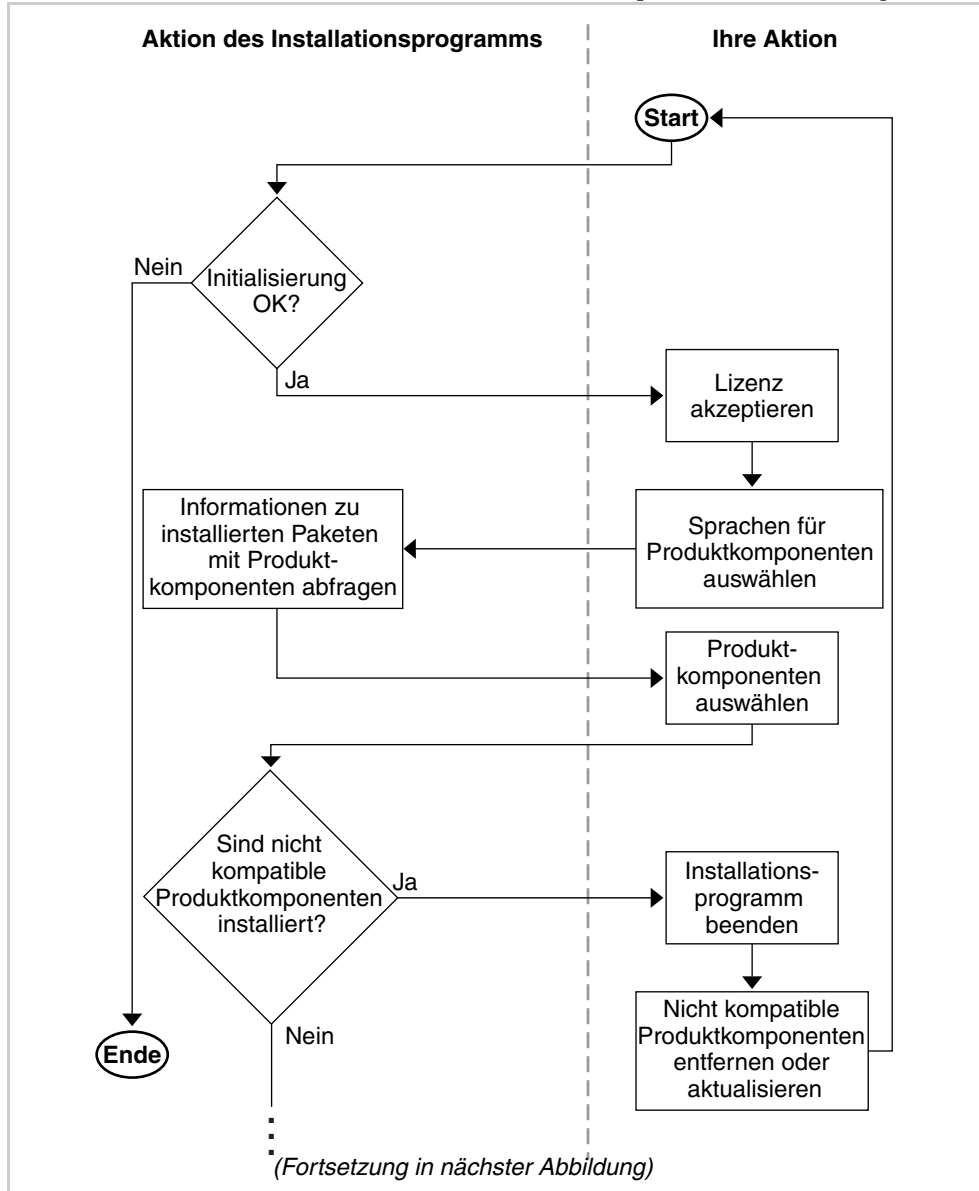 Aktion des Installationsprogramms
Ihre Aktion
Start
Nein
Initialisierung
OK?
Ja
Lizenz
akzeptieren
Informationen zu
installierten Paketen
mit Produkt-
komponenten abfragen
Sprachen für
Produktkomponenten
auswählen
Produkt-
komponenten
auswählen
Sind nicht
kompatible
Produktkomponenten
installiert?
Ja
Installations-
programm
beenden
Nein
Nicht kompatible
Produktkomponenten
entfernen oder
aktualisieren
Ende
(Fortsetzung in nächster Abbildung)